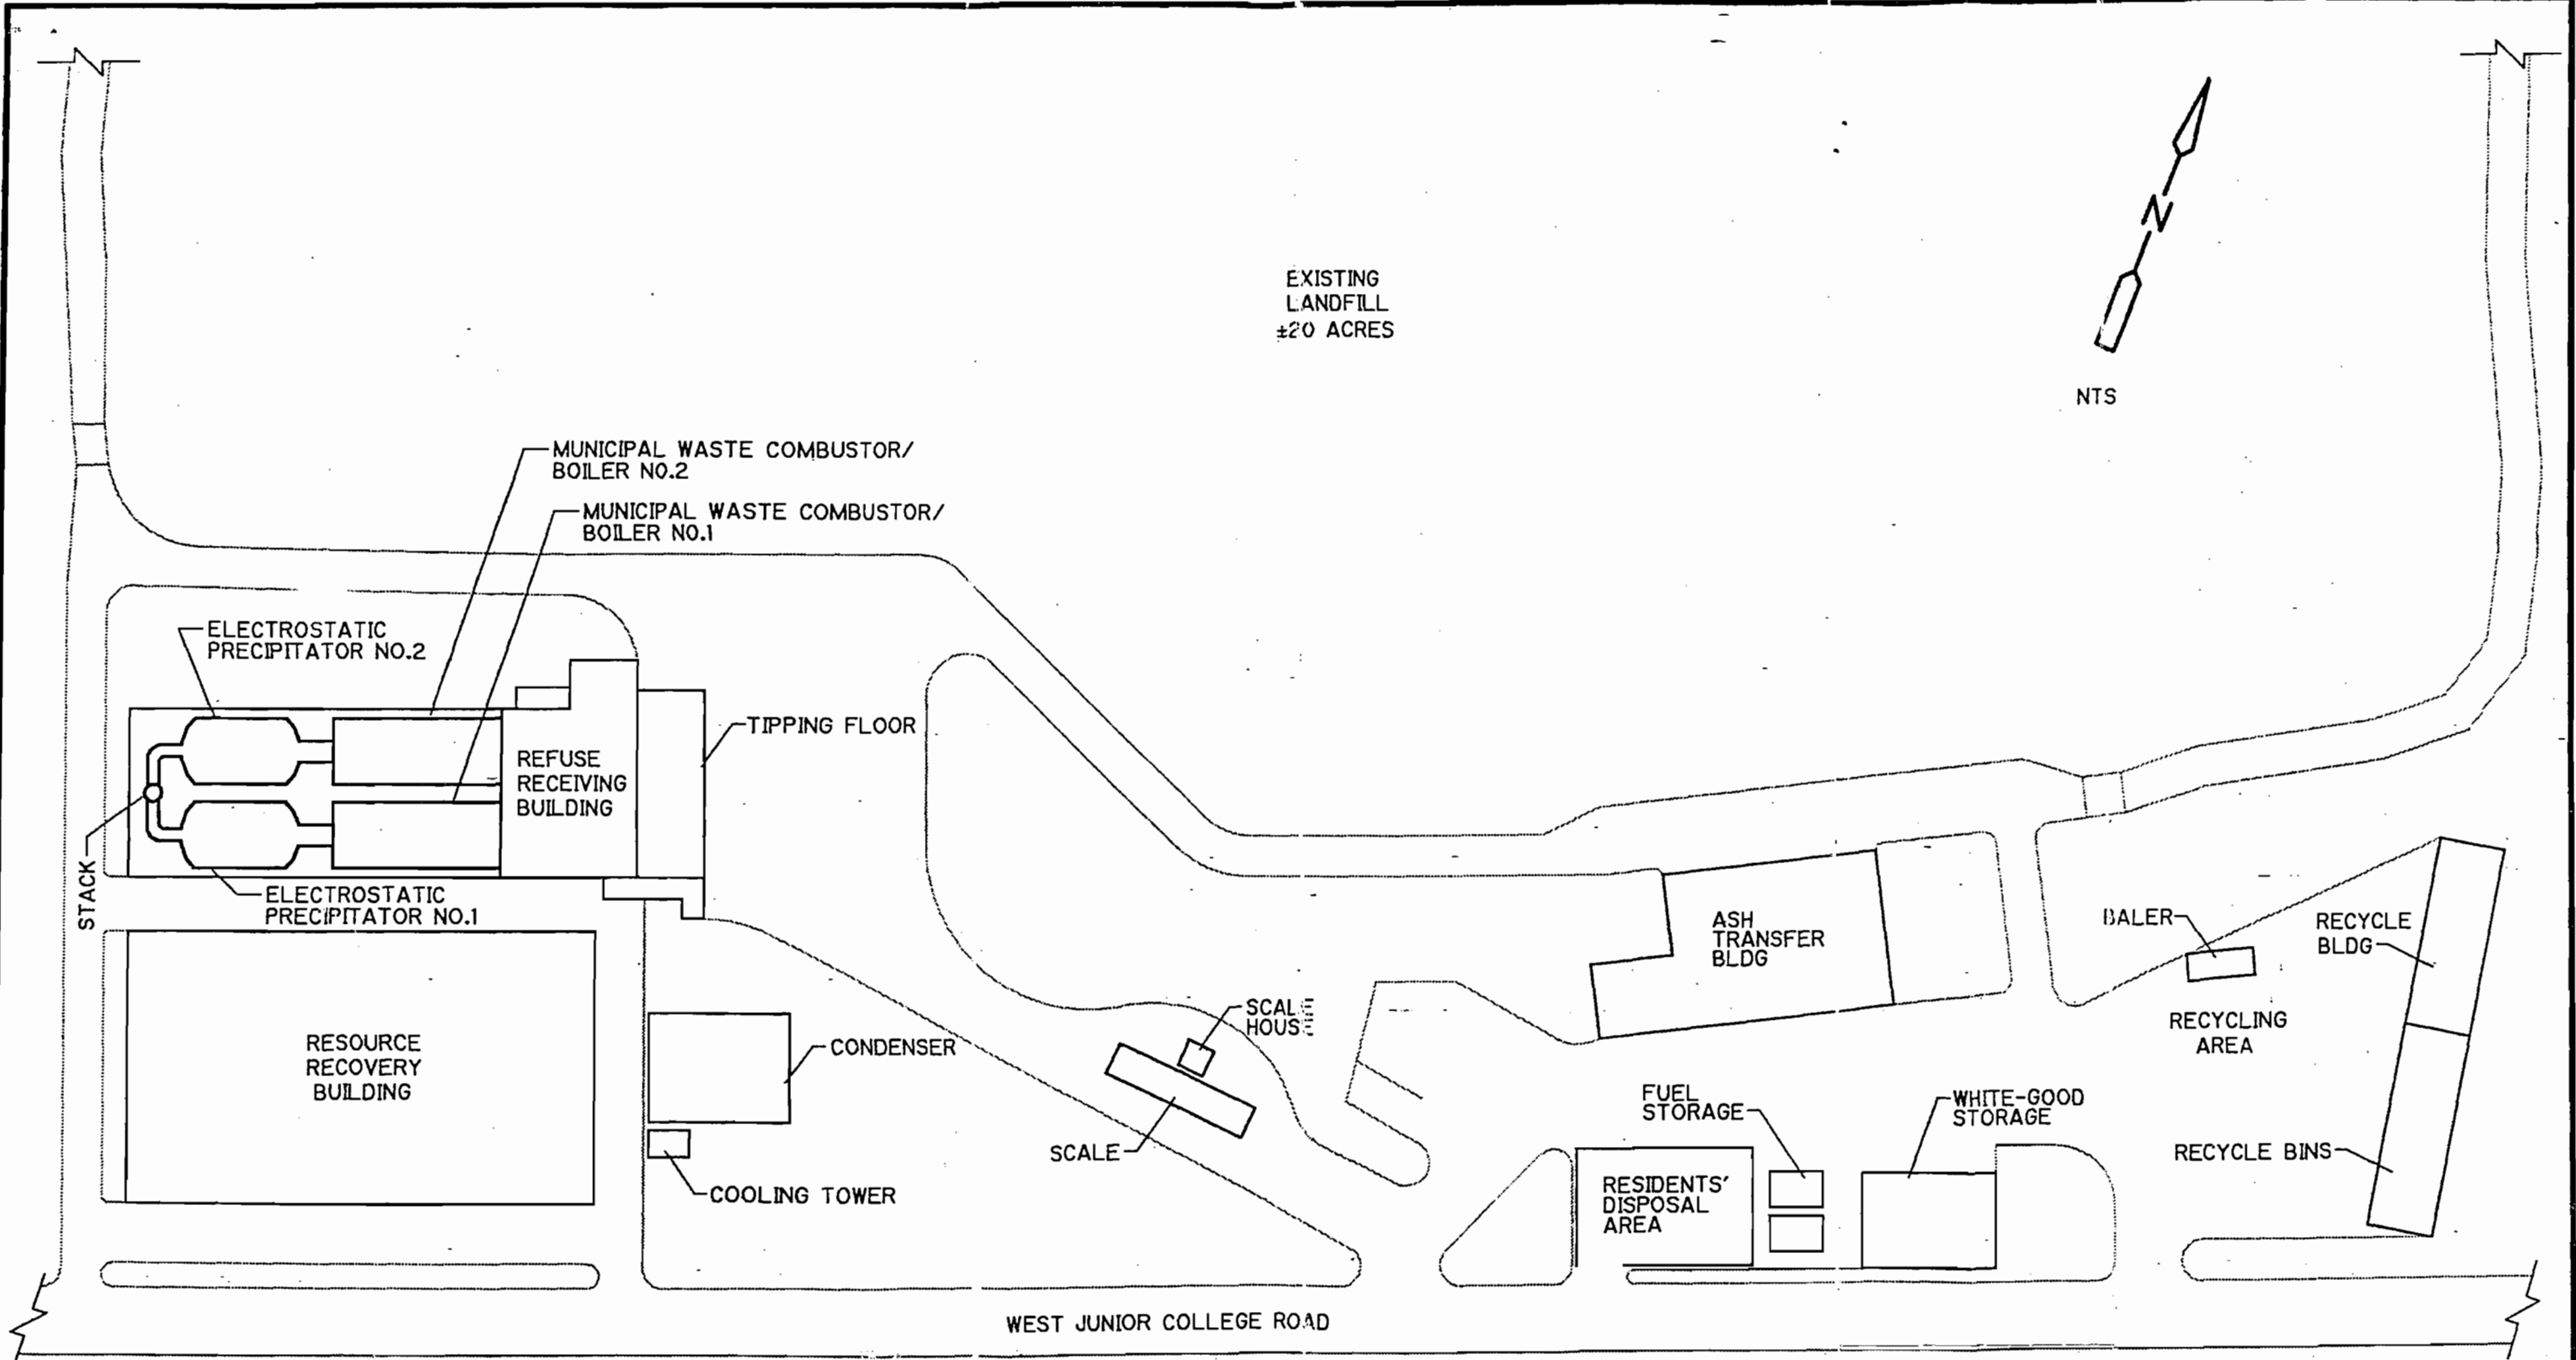 EXISTING
LANDFILL
±20 ACRES
N
NTS
MUNICIPAL WASTE COMBUSTOR/
BOILER NO.2
MUNICIPAL WASTE COMBUSTOR/
BOILER NO.1
ELECTROSTATIC
PRECIPITATOR NO.2
TIPPING FLOOR
REFUSE
RECEIVING
BUILDING
STACK
ELECTROSTATIC
PRECIPITATOR NO.1
ASH
TRANSFER
BLDG
BALER
RECYCLE
BLDG
RECYCLING
AREA
SCALE
HOUSE
RESOURCE
RECOVERY
BUILDING
CONDENSER
SCALE
COOLING TOWER
FUEL
STORAGE
WHITE-GOOD
STORAGE
RECYCLE BINS
RESIDENTS'
DISPOSAL
AREA
WEST JUNIOR COLLEGE ROAD